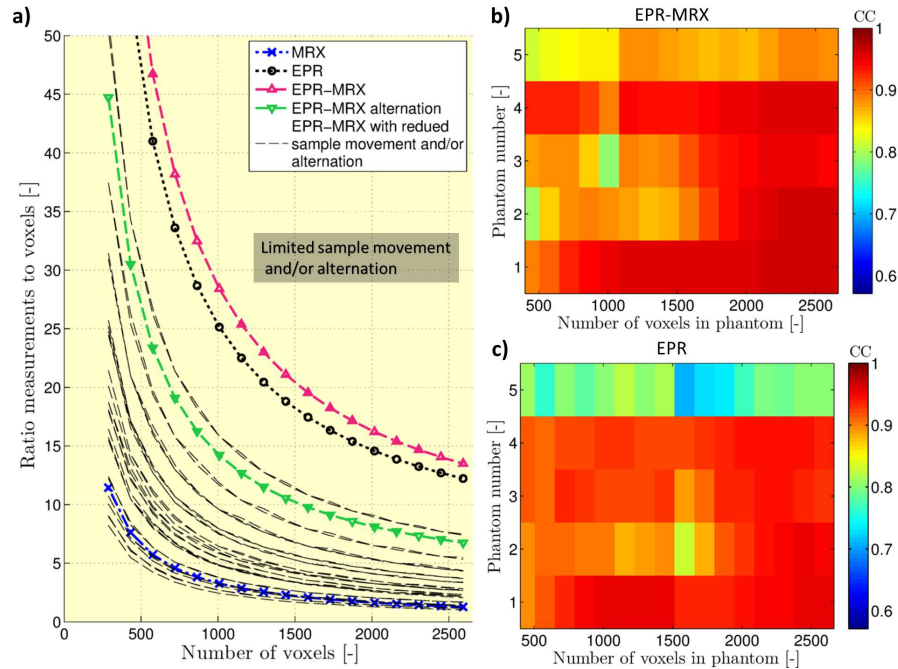 a)
Ratio measurements to voxels [-]
50
45
40
35
30
25
20
15
10
5
0
0
500
1000
1500
2000
2500
Number of voxels [-]
MRX
EPR
EPR-MRX
EPR-MRX alternation
EPR-MRX with redued
sample movement and/or
alternation
Limited sample movement
and/or alternation
b)
EPR-MRX
CC
Phantom number [-]
5
4
3
2
1
500
1000
1500
2000
2500
Number of voxels in phantom [-]
1
0.9
0.8
0.7
0.6
c)
EPR
CC
Phantom number [-]
5
4
3
2
1
500
1000
1500
2000
2500
Number of voxels in phantom [-]
1
0.9
0.8
0.7
0.6